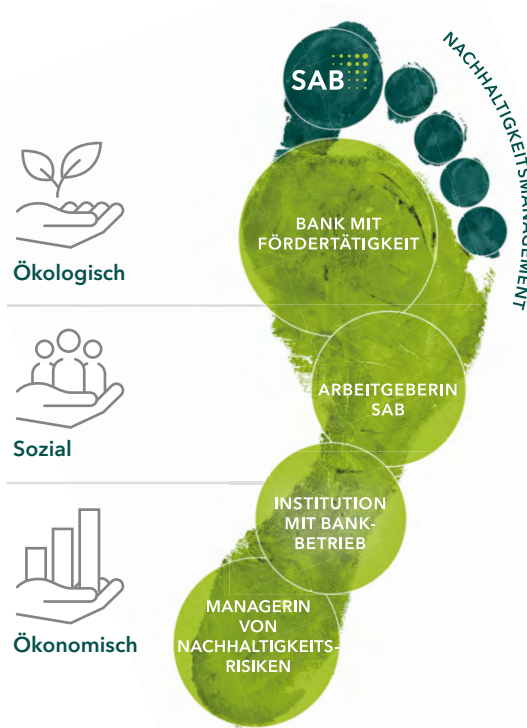 SAB
NACHHALTIGKEITSMANAGEMENT
BANK MIT
FÖRDERTÄTIGKEIT
Ökologisch
ARBEITGEBERIN
SAB
Sozial
INSTITUTION
MIT BANK-
BETRIEB
MANAGERIN
VON
NACHHALTIGKEITS-
RISIKEN
Ökonomisch